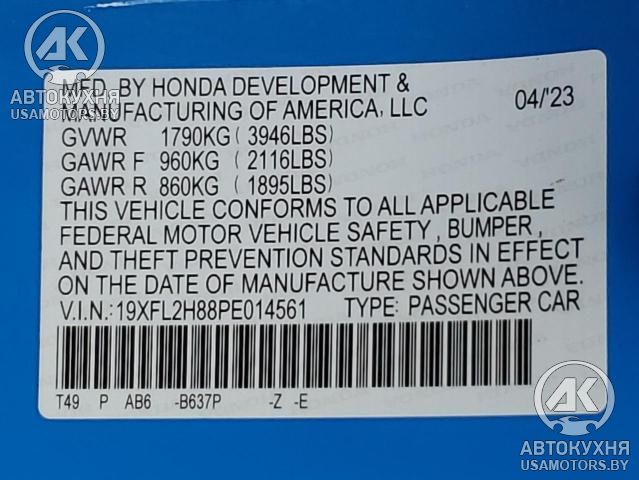 AK
АВТОКУХНЯ
USAMOTORS.BY
MFD. BY HONDA DEVELOPMENT &
MANUFACTURING OF AMERICA, LLC 04/'23
GVWR 1790KG (3946LBS)
GAWR F 960KG (2116LBS)
GAWR R 860KG (1895LBS)
THIS VEHICLE CONFORMS TO ALL APPLICABLE
FEDERAL MOTOR VEHICLE SAFETY, BUMPER,
AND THEFT PREVENTION STANDARDS IN EFFECT
ON THE DATE OF MANUFACTURE SHOWN ABOVE.
V.I.N.: 19XFL2H88PE014561 TYPE: PASSENGER CAR
T49 P AB6 -B637P -Z -E
AK
АВТОКУХНЯ
USAMOTORS.BY